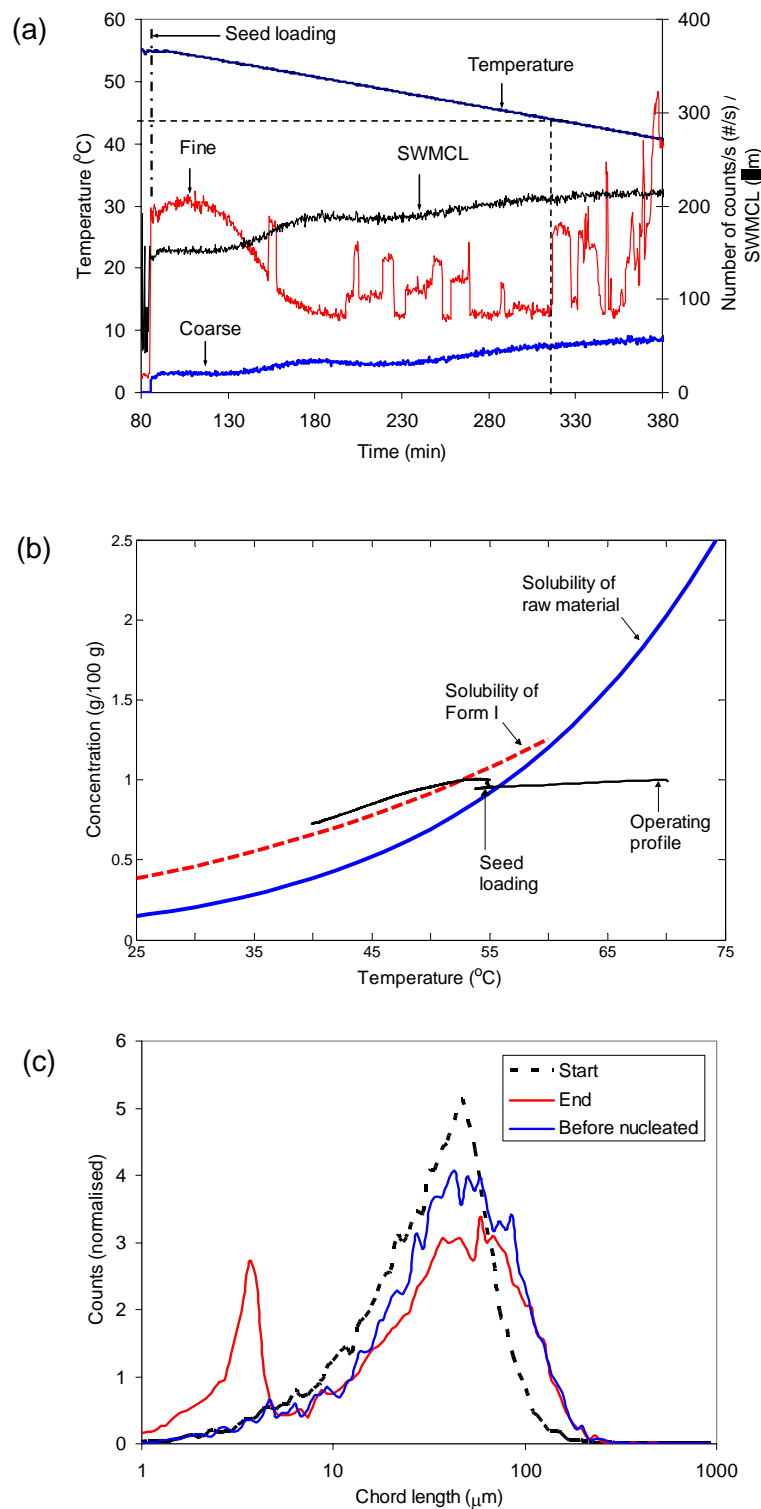 (a)
Seed loading
Temperature
Fine
SWMCL
Coarse
Temperature (°C)
60
50
40
30
20
10
0
Number of counts/s (#/s) /
SWMCL (m)
400
300
200
100
0
80 130 180 230 280 330 380
Time (min)
(b)
Solubility of
raw material
Solubility of
Form I
Seed
loading
Operating
profile
Concentration (g/100 g)
2.5
2
1.5
1
0.5
0
25 35 45 55 65 75
Temperature (°C)
(c)
Start
End
Before nucleated
Counts (normalised)
6
5
4
3
2
1
0
1 10 100 1000
Chord length (μm)